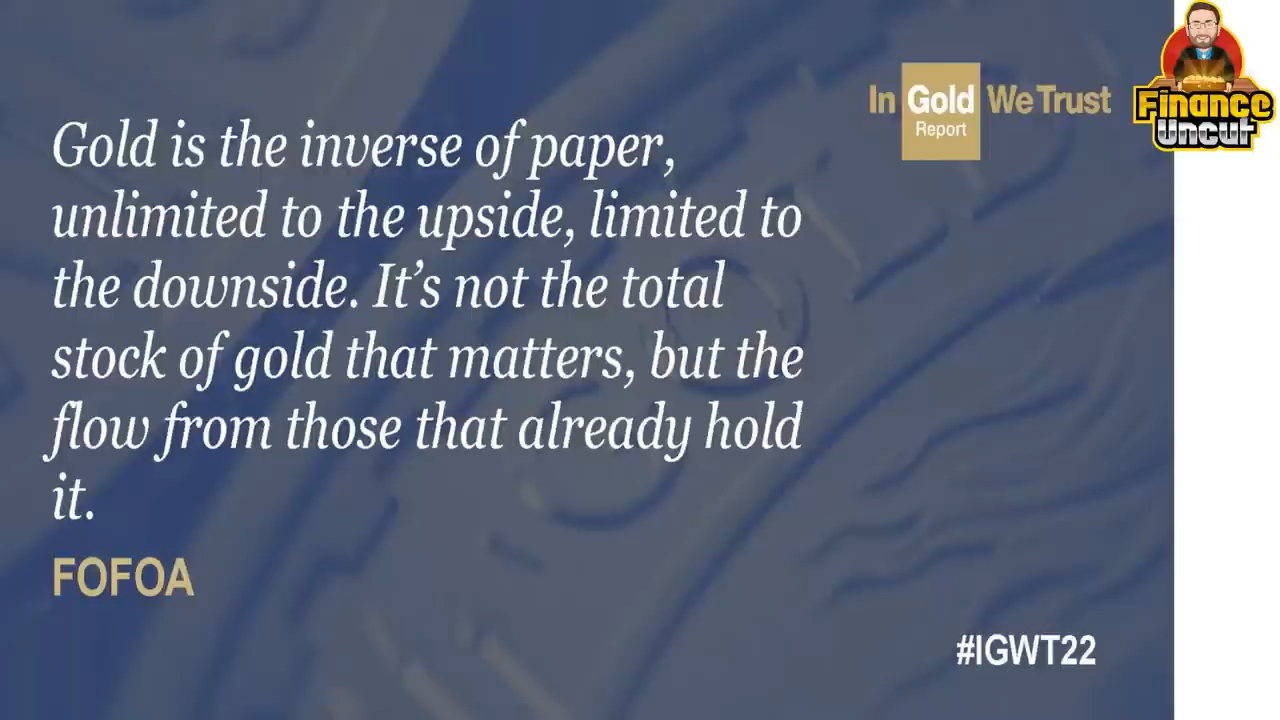 In Gold We Trust
Report
Finance
Uncut
Gold is the inverse of paper,
unlimited to the upside, limited to
the downside. It’s not the total
stock of gold that matters, but the
flow from those that already hold
it.
FOFOA
#IGWT22